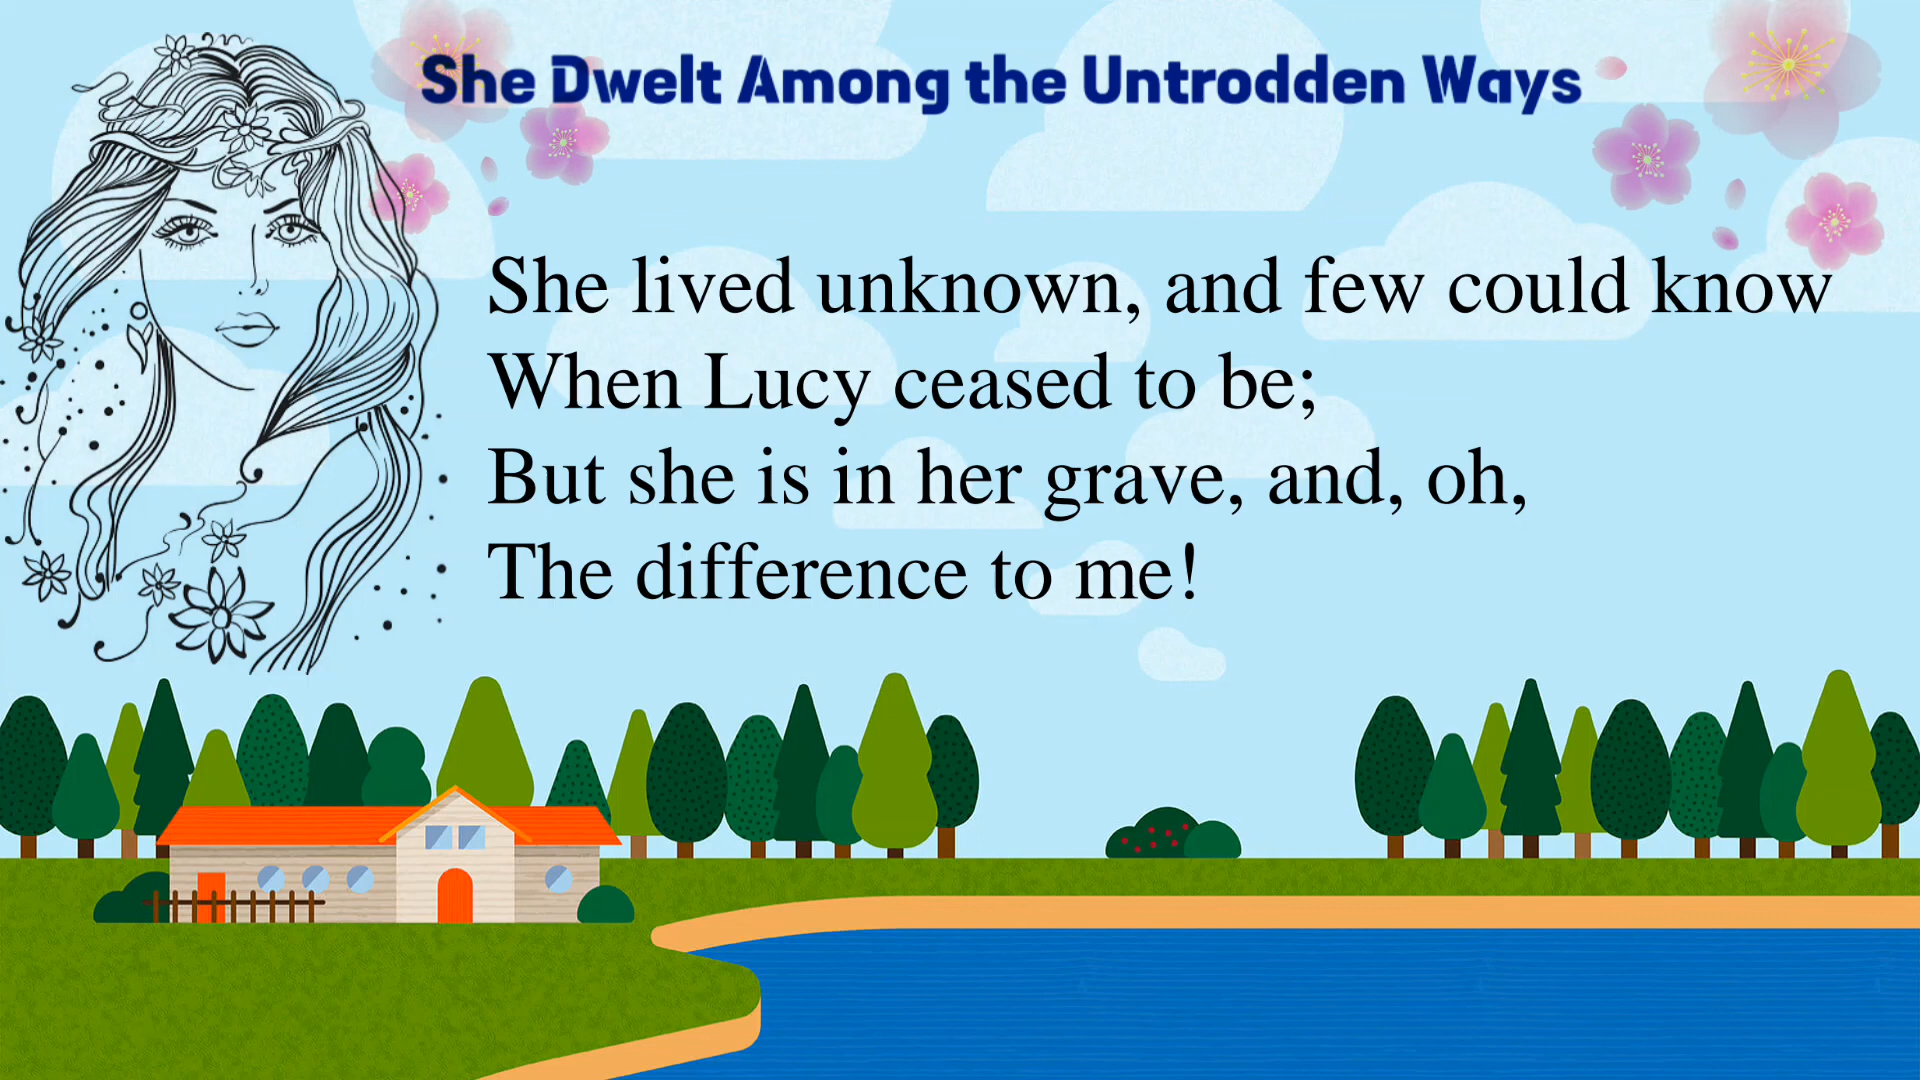 She Dwelt Among the Untrodden Ways
She lived unknown, and few could know
When Lucy ceased to be;
But she is in her grave, and, oh,
The difference to me!